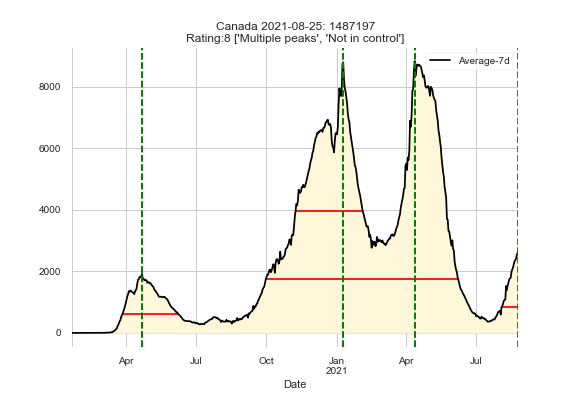 Canada 2021-08-25: 1487197
Rating:8 ['Multiple peaks', 'Not in control']
Average-7d
8000
6000
4000
2000
0
Apr
Jul
Oct
Jan
2021
Apr
Jul
Date